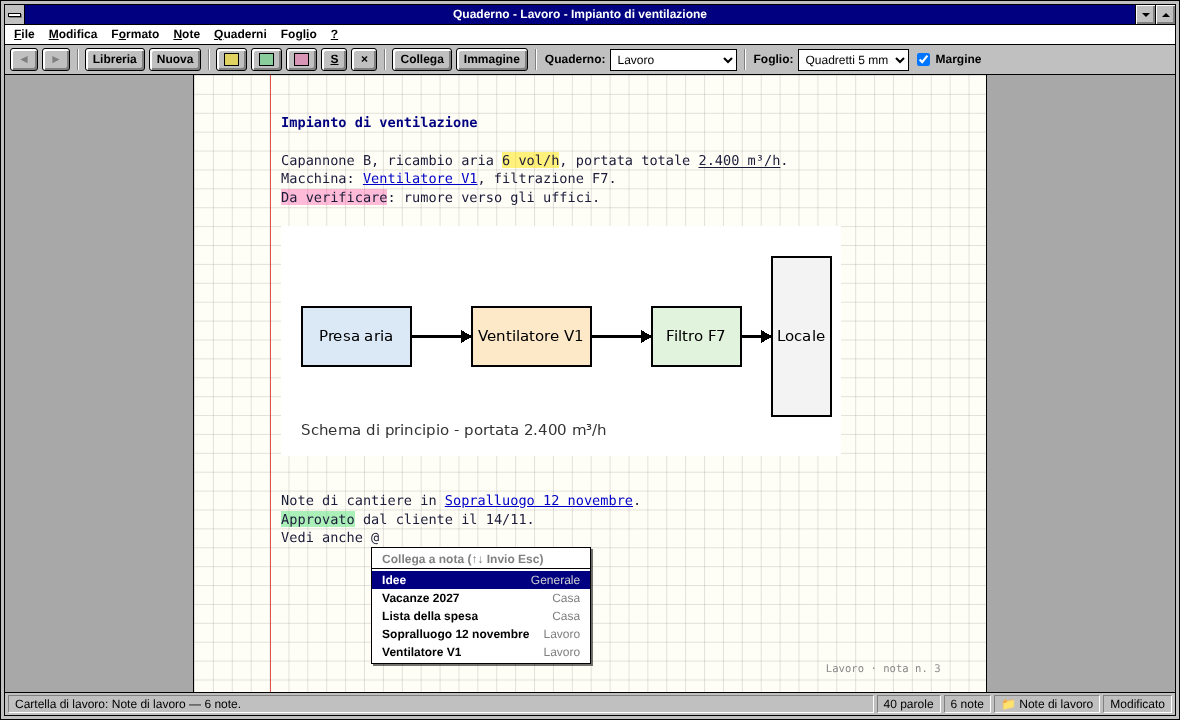 Quaderno - Lavoro - Impianto di ventilazione
File Modifica Formato Note Quaderni Foglio ?
◄ ► Libreria Nuova S × Collega Immagine Quaderno: Lavoro Foglio: Quadretti 5 mm Margine
Impianto di ventilazione
Capannone B, ricambio aria 6 vol/h, portata totale 2.400 m³/h.
Macchina: Ventilatore V1, filtrazione F7.
Da verificare: rumore verso gli uffici.
Presa aria Ventilatore V1 Filtro F7 Locale
Schema di principio - portata 2.400 m³/h
Note di cantiere in Sopralluogo 12 novembre.
Approvato dal cliente il 14/11.
Vedi anche @
Collega a nota (↑↓ Invio Esc)
Idee Generale
Vacanze 2027 Casa
Lista della spesa Casa
Sopralluogo 12 novembre Lavoro
Ventilatore V1 Lavoro
Lavoro · nota n. 3
Cartella di lavoro: Note di lavoro — 6 note. 40 parole 6 note 📁 Note di lavoro Modificato